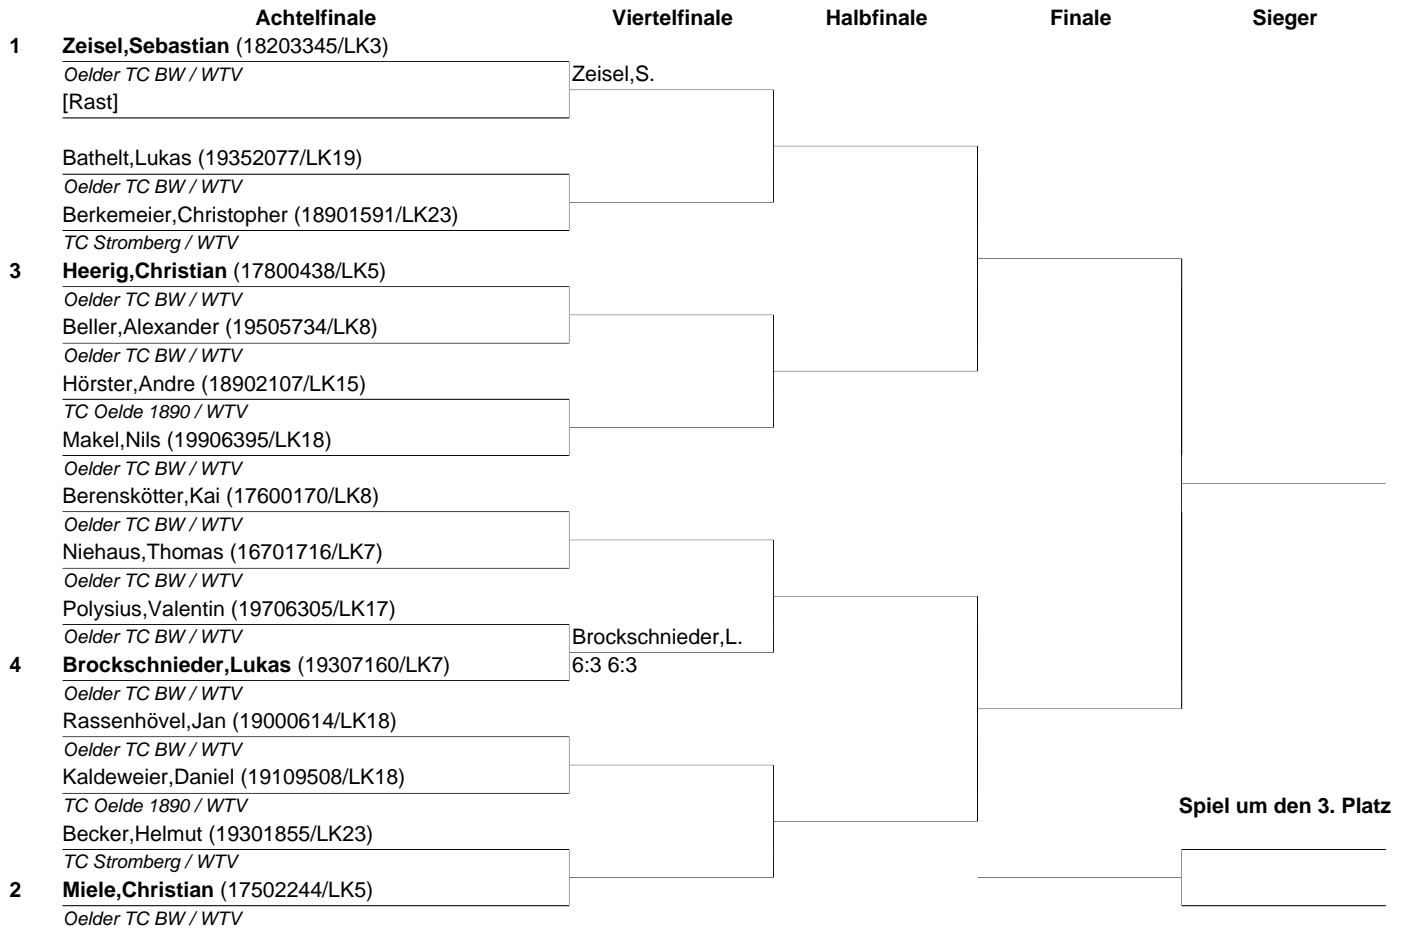 Achtelfinale Viertelfinale Halbfinale Finale Sieger
1 Zeisel,Sebastian (18203345/LK3)
Oelder TC BW / WTV Zeisel,S.
[Rast]
Bathelt,Lukas (19352077/LK19)
Oelder TC BW / WTV
Berkemeier,Christopher (18901591/LK23)
TC Stromberg / WTV
3 Heerig,Christian (17800438/LK5)
Oelder TC BW / WTV
Beller,Alexander (19505734/LK8)
Oelder TC BW / WTV
Hörster,Andre (18902107/LK15)
TC Oelde 1890 / WTV
Makel,Nils (19906395/LK18)
Oelder TC BW / WTV
Berenskötter,Kai (17600170/LK8)
Oelder TC BW / WTV
Niehaus,Thomas (16701716/LK7)
Oelder TC BW / WTV
Polysius,Valentin (19706305/LK17)
Oelder TC BW / WTV Brockschnieder,L.
4 Brockschnieder,Lukas (19307160/LK7) 6:3 6:3
Oelder TC BW / WTV
Rassenhövel,Jan (19000614/LK18)
Oelder TC BW / WTV
Kaldeweier,Daniel (19109508/LK18)
TC Oelde 1890 / WTV Spiel um den 3. Platz
Becker,Helmut (19301855/LK23)
TC Stromberg / WTV
2 Miele,Christian (17502244/LK5)
Oelder TC BW / WTV